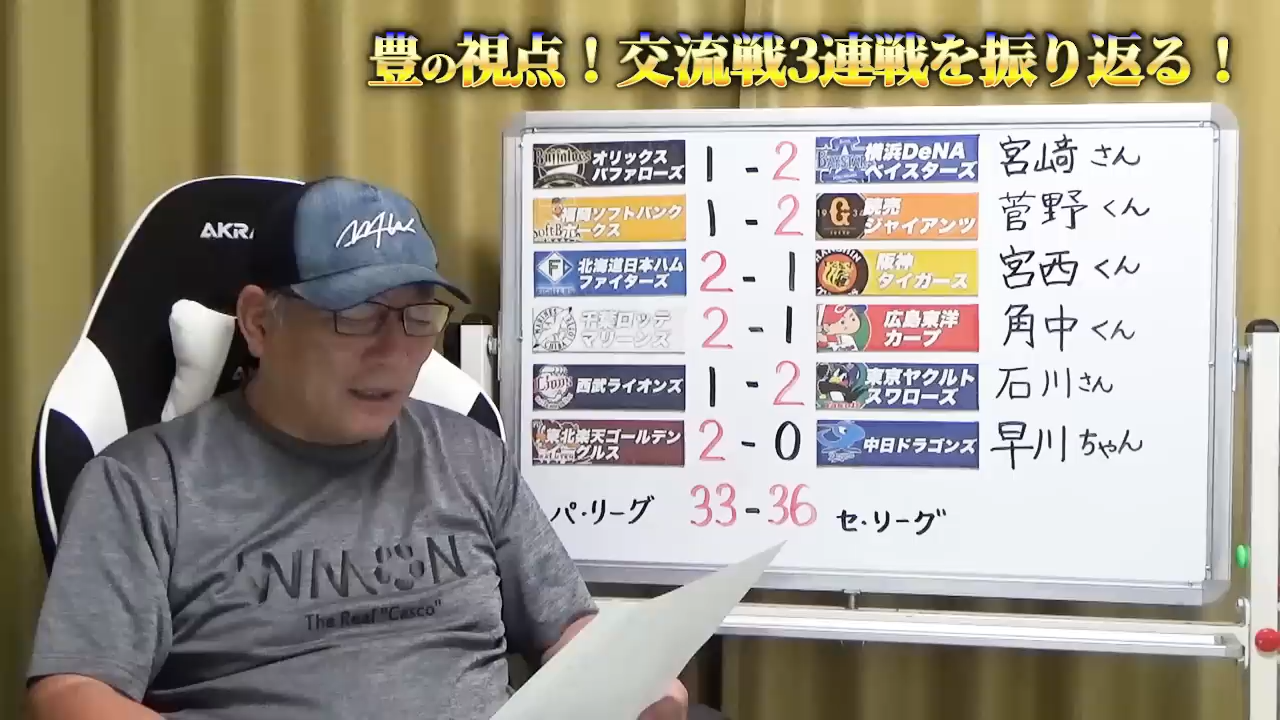 豊の視点！交流戦3連戦を振り返る！
AKRA
オリックス バファローズ 1 - 2 横浜DeNA ベイスターズ 宮﨑さん
福岡ソフトバンク ホークス 1 - 2 読売 ジャイアンツ 菅野くん
北海道日本ハム ファイターズ 2 - 1 阪神 タイガース 宮西くん
千葉ロッテ マリーンズ 2 - 1 広島東洋 カープ 角中くん
西武ライオンズ 1 - 2 東京ヤクルト スワローズ 石川さん
東北楽天ゴールデン グルス 2 - 0 中日ドラゴンズ 早川ちゃん
パ・リーグ 33 - 36 セ・リーグ
The Real "Casco"